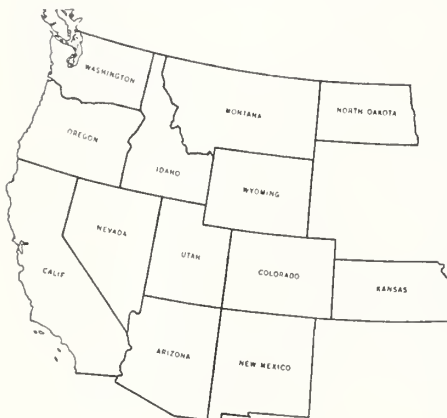 WASHINGTON
MONTANA
NORTH DAKOTA
OREGON
IDAHO
WYOMING
NEVADA
UTAH
COLORADO
CALIF
KANSAS
ARIZONA
NEW MEXICO